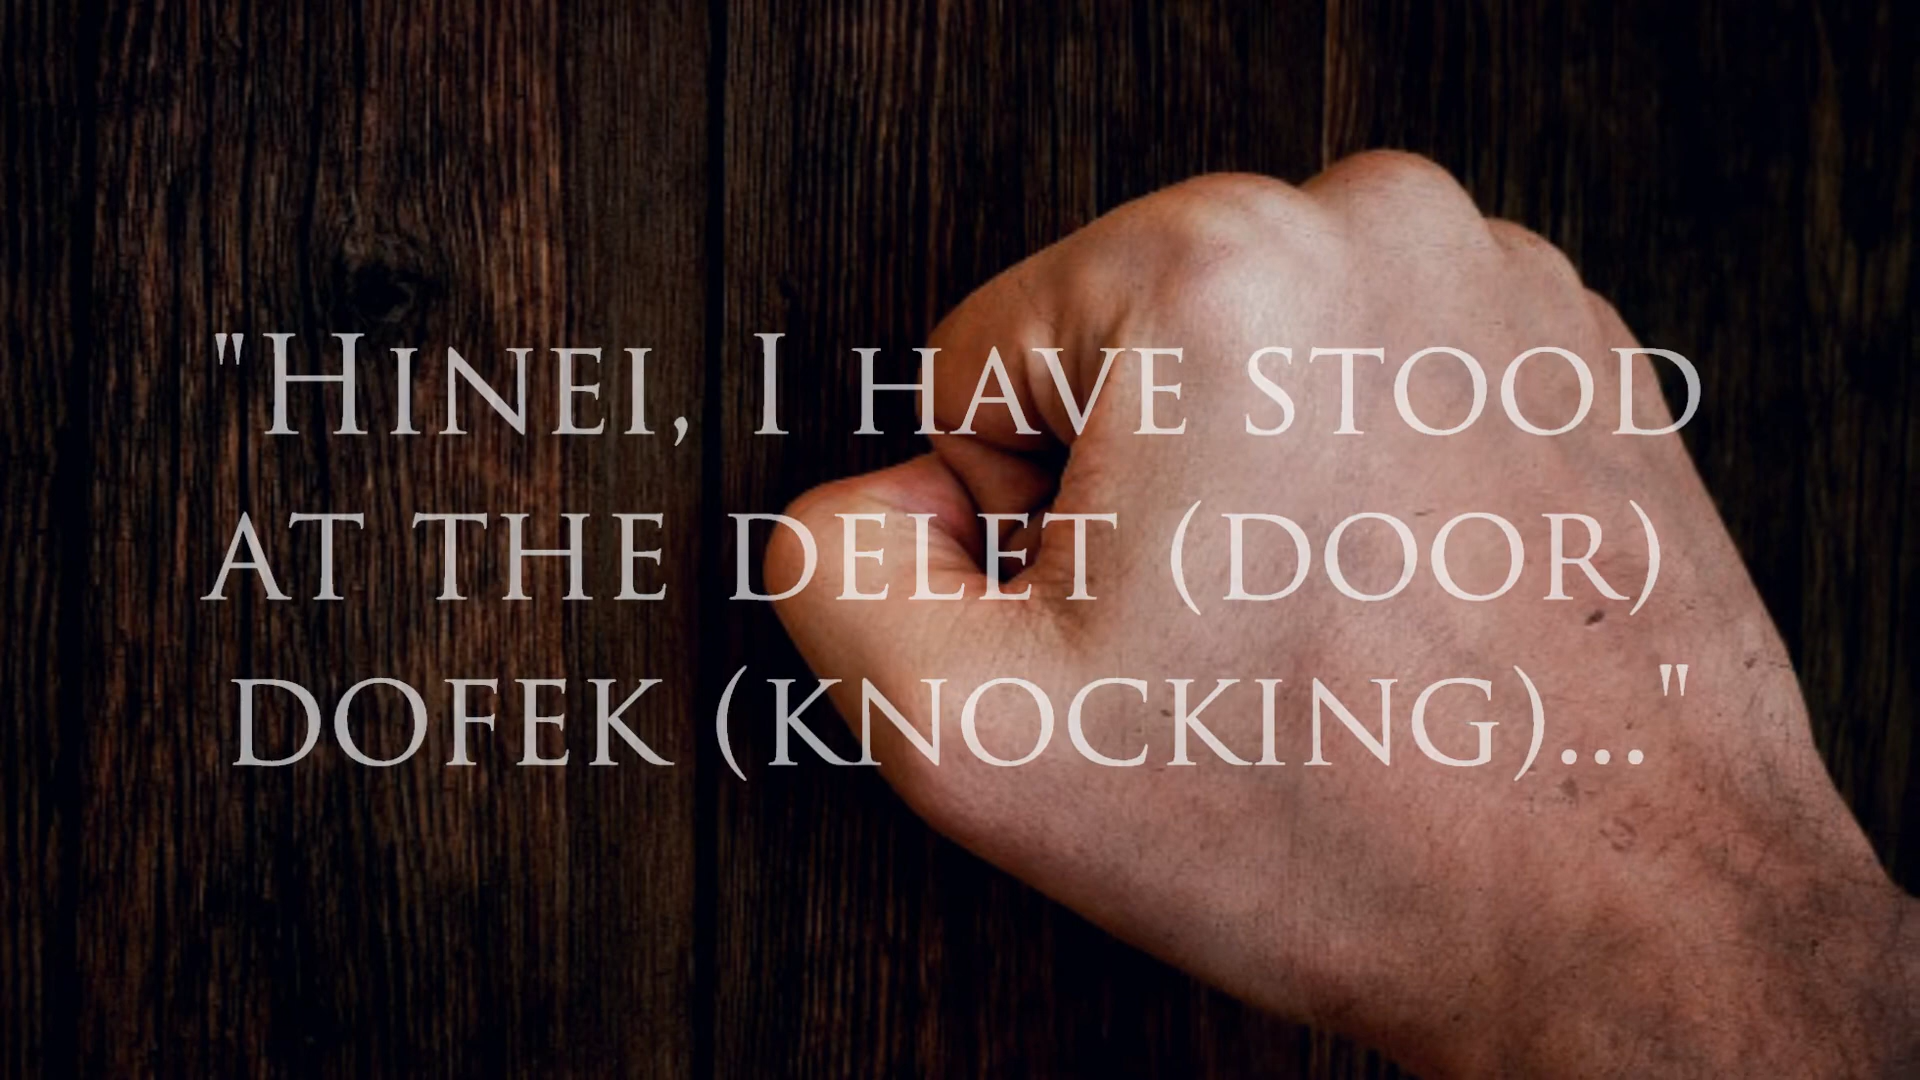 "Hinei, I have stood
at the delet (door)
dofek (knocking)..."